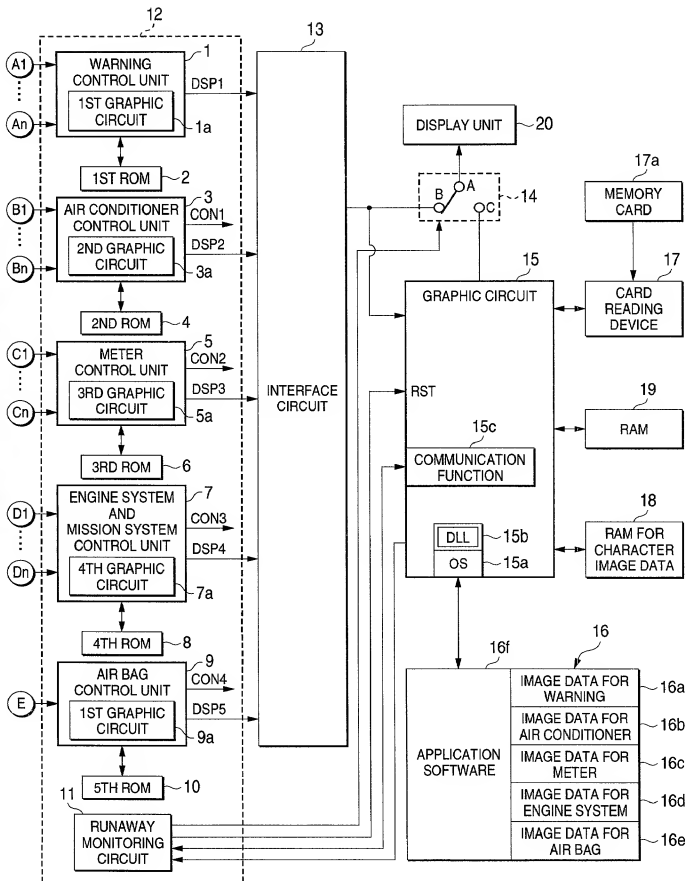 12
A1
An
1
WARNING
CONTROL UNIT
1ST GRAPHIC
CIRCUIT
1a
DSP1
1ST ROM
2
B1
Bn
3
AIR CONDITIONER
CONTROL UNIT
2ND GRAPHIC
CIRCUIT
3a
CON1
DSP2
2ND ROM
4
C1
Cn
5
METER
CONTROL UNIT
3RD GRAPHIC
CIRCUIT
5a
CON2
DSP3
3RD ROM
6
D1
Dn
7
ENGINE SYSTEM
AND
MISSION SYSTEM
CONTROL UNIT
4TH GRAPHIC
CIRCUIT
7a
CON3
DSP4
4TH ROM
8
E
9
AIR BAG
CONTROL UNIT
1ST GRAPHIC
CIRCUIT
9a
CON4
DSP5
5TH ROM
10
11
RUNAWAY
MONITORING
CIRCUIT
13
INTERFACE
CIRCUIT
DISPLAY UNIT
20
A
B
C
14
15
GRAPHIC CIRCUIT
RST
15c
COMMUNICATION
FUNCTION
DLL
15b
OS
15a
17a
MEMORY
CARD
17
CARD
READING
DEVICE
19
RAM
18
RAM FOR
CHARACTER
IMAGE DATA
16f
16
APPLICATION
SOFTWARE
IMAGE DATA FOR
WARNING
16a
IMAGE DATA FOR
AIR CONDITIONER
16b
IMAGE DATA FOR
METER
16c
IMAGE DATA FOR
ENGINE SYSTEM
16d
IMAGE DATA FOR
AIR BAG
16e